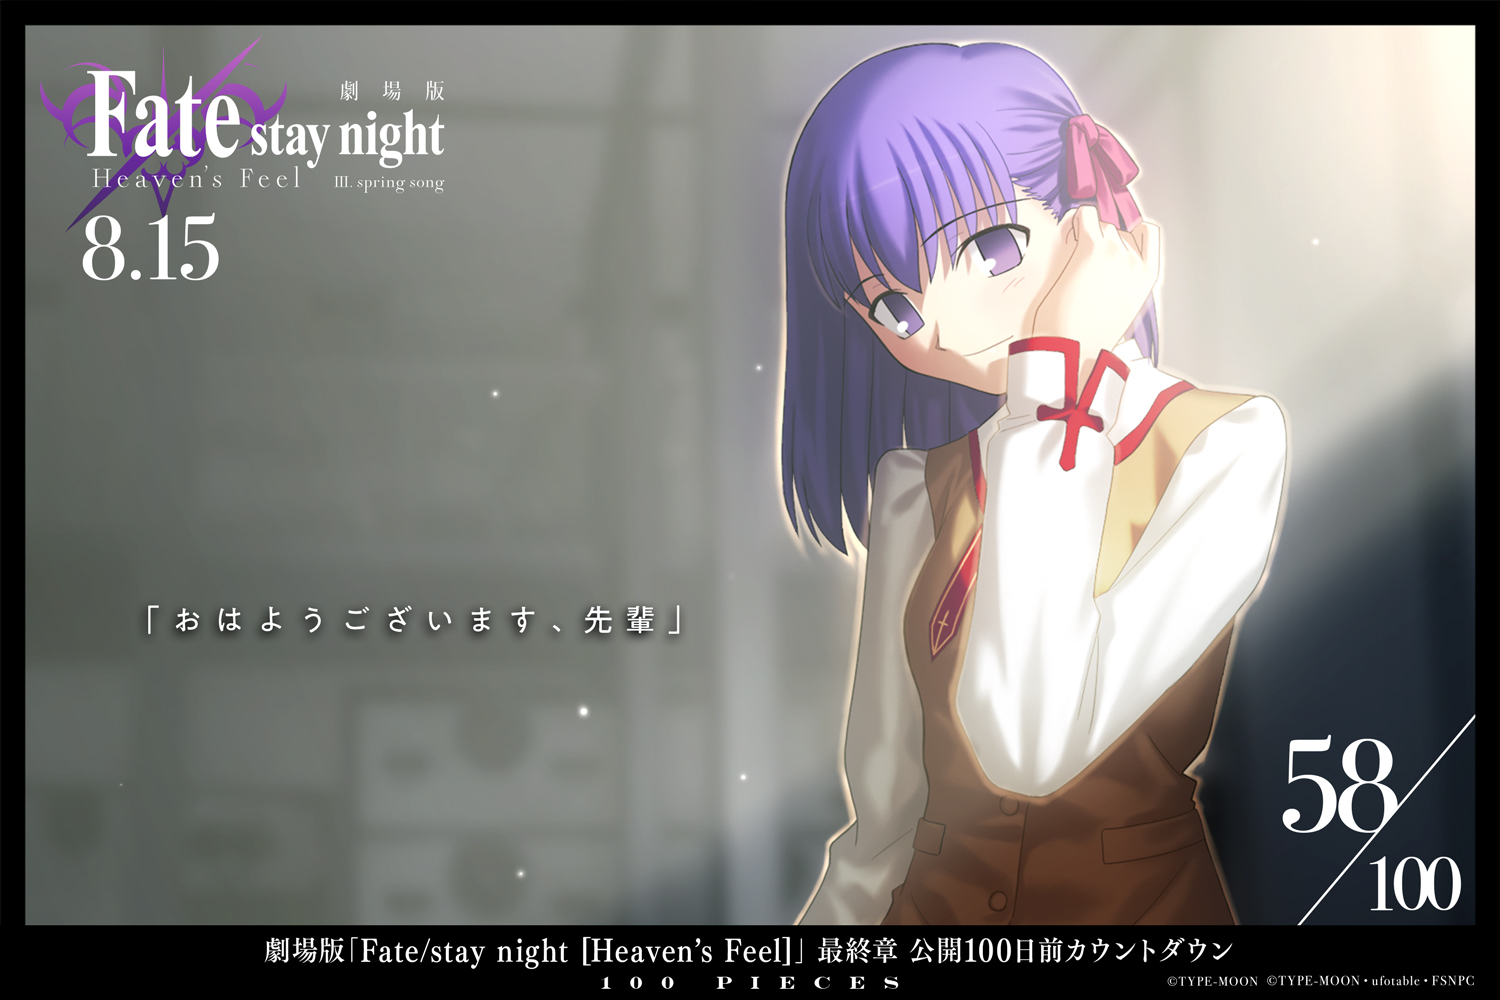 劇場版
Fate stay night
Heaven's Feel III. spring song
8.15
「おはようございます、先輩」
58/100
劇場版「Fate/stay night [Heaven's Feel]」 最終章 公開100日前カウントダウン
100 PIECES
©TYPE-MOON ©TYPE-MOON・ufotable・FSNPC